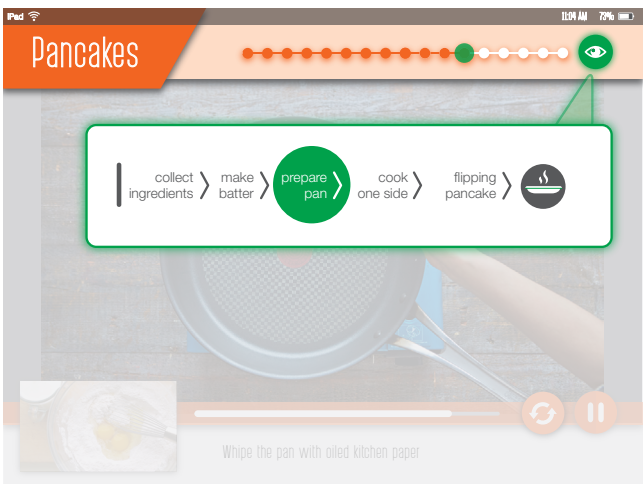 iPad 11:09 AM 73%
Pancakes
collect
ingredients
make
batter
prepare
pan
cook
one side
flipping
pancake
Whipe the pan with oiled kitchen paper